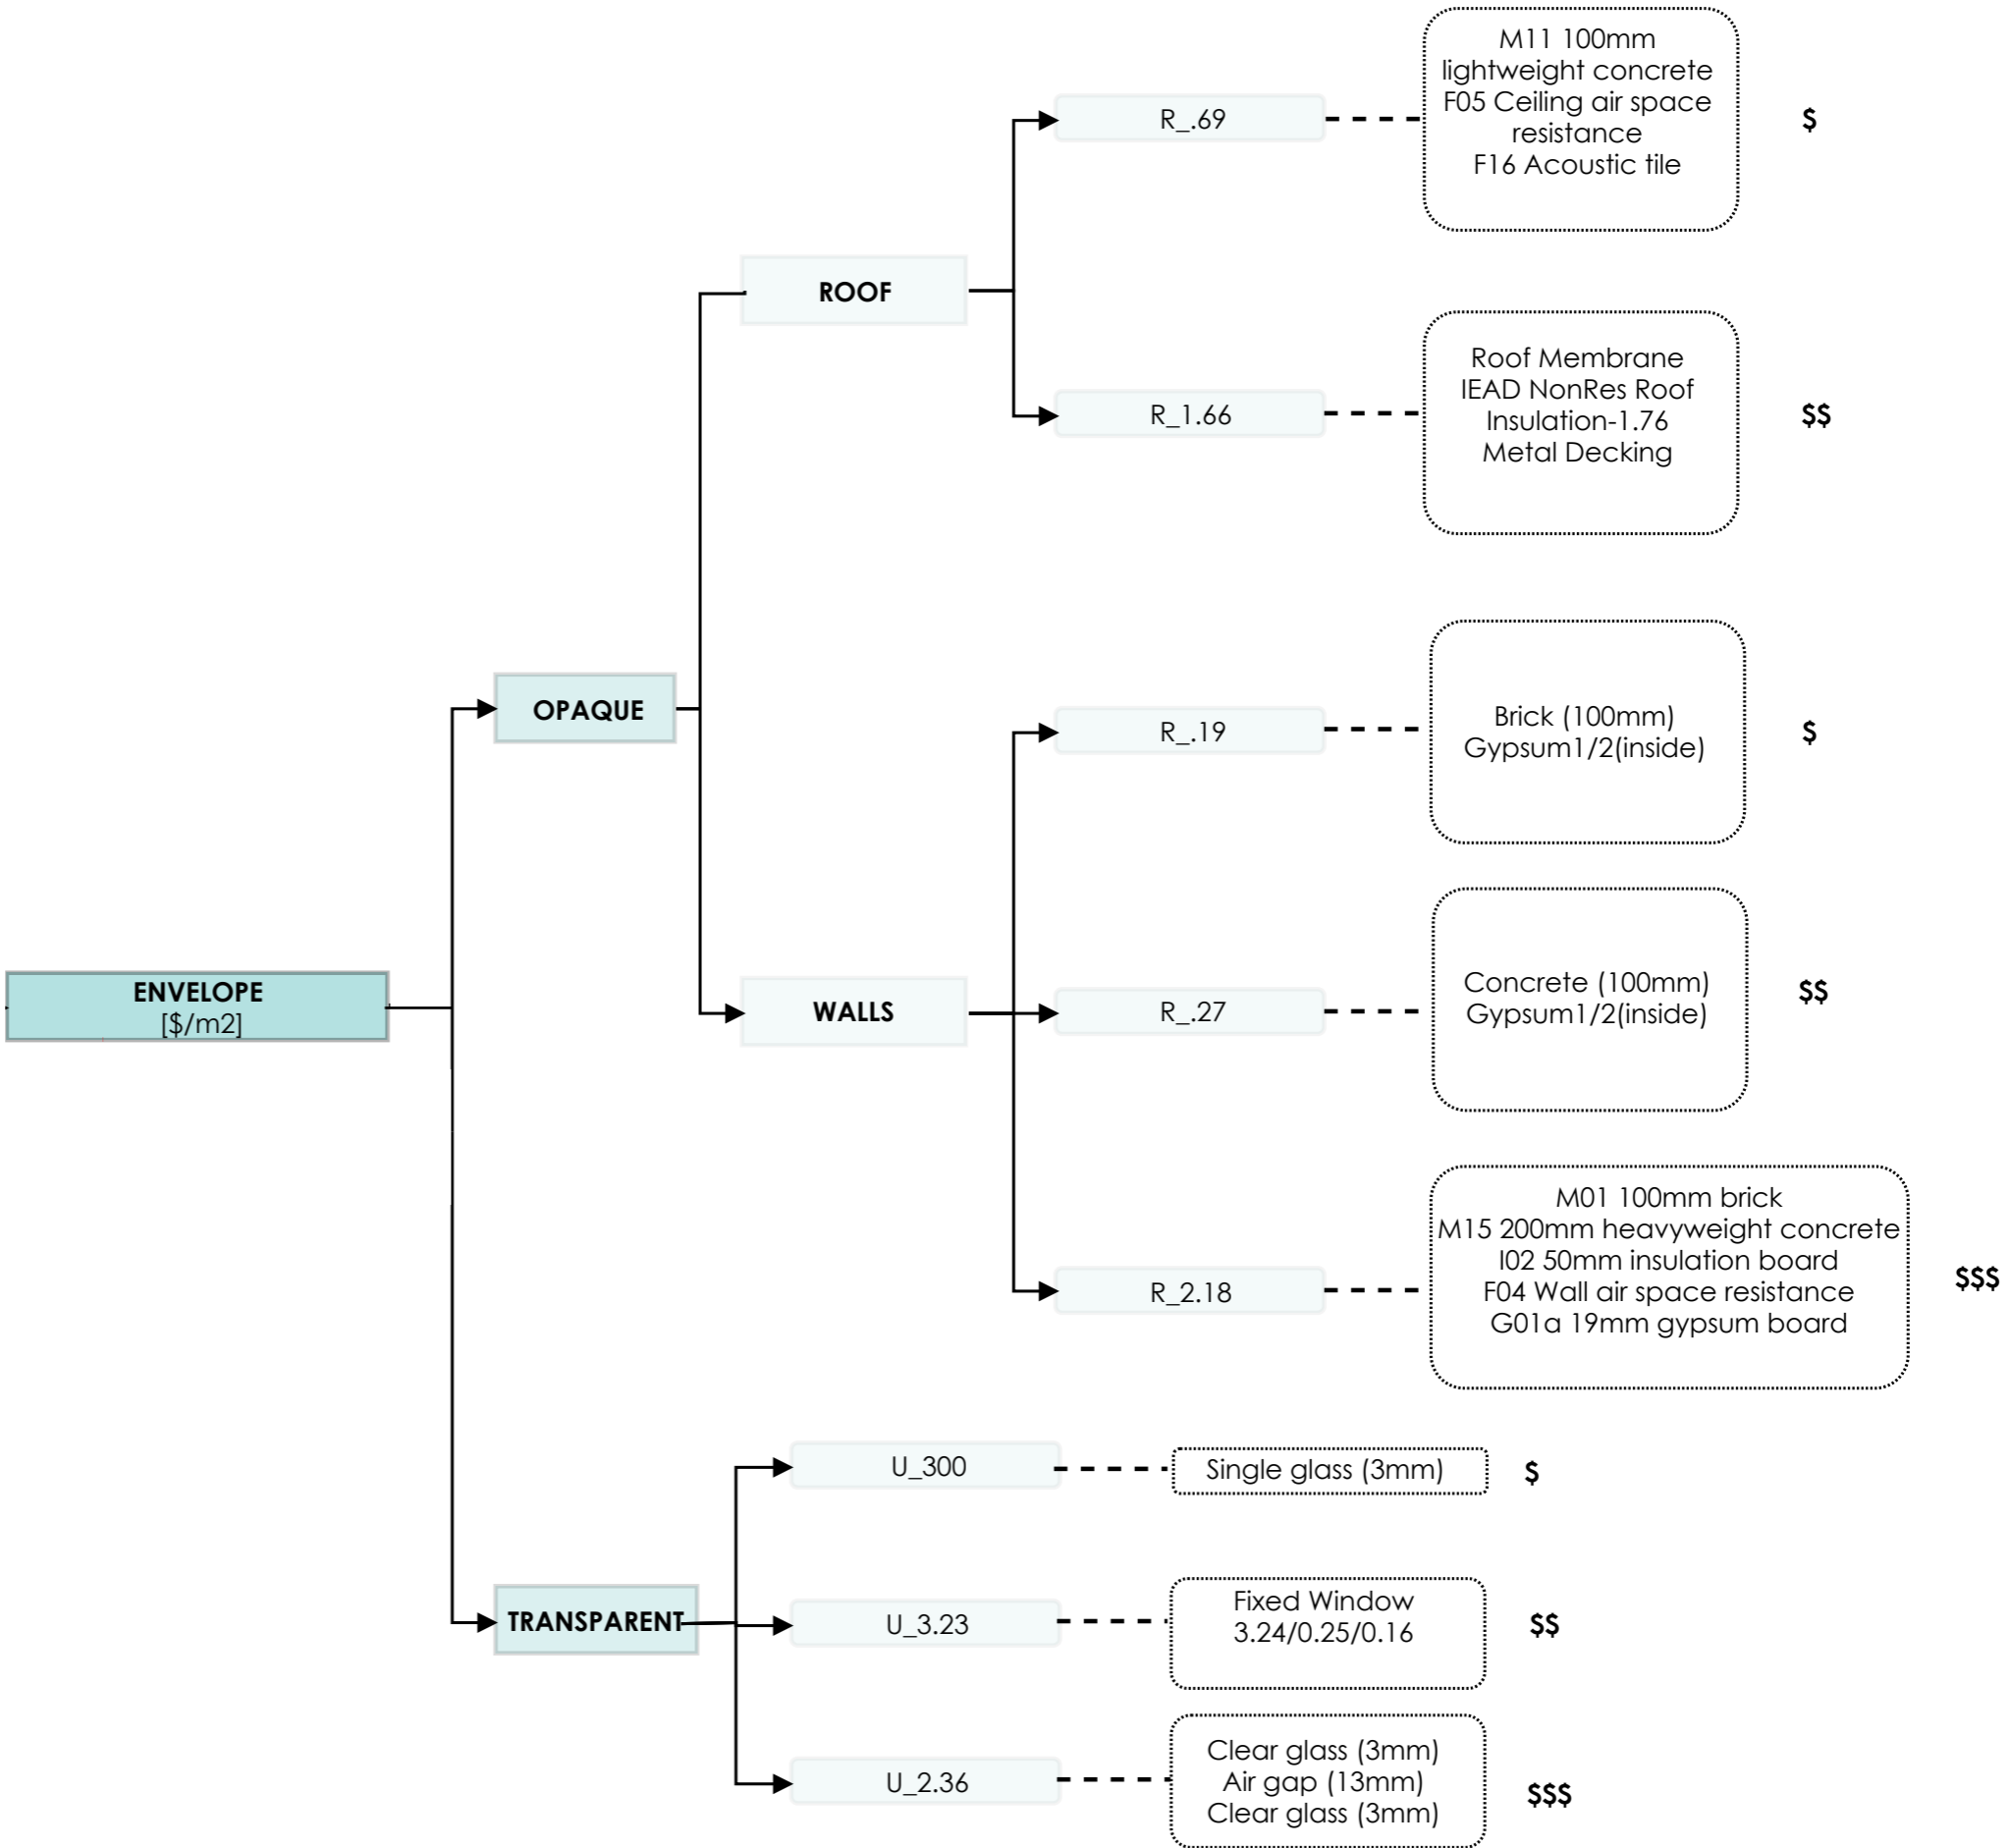 M11 100mm
lightweight concrete
F05 Ceiling air space
resistance
F16 Acoustic tile
R_.69
$
ROOF
Roof Membrane
IEAD NonRes Roof
Insulation-1.76
Metal Decking
R_1.66
$$
OPAQUE
R_.19
Brick (100mm)
Gypsum1/2(inside)
$
ENVELOPE
[$/m2]
WALLS
R_.27
Concrete (100mm)
Gypsum1/2(inside)
$$
R_2.18
M01 100mm brick
M15 200mm heavyweight concrete
I02 50mm insulation board
F04 Wall air space resistance
G01a 19mm gypsum board
$$$
U_300
Single glass (3mm)
$
TRANSPARENT
U_3.23
Fixed Window
3.24/0.25/0.16
$$
U_2.36
Clear glass (3mm)
Air gap (13mm)
Clear glass (3mm)
$$$